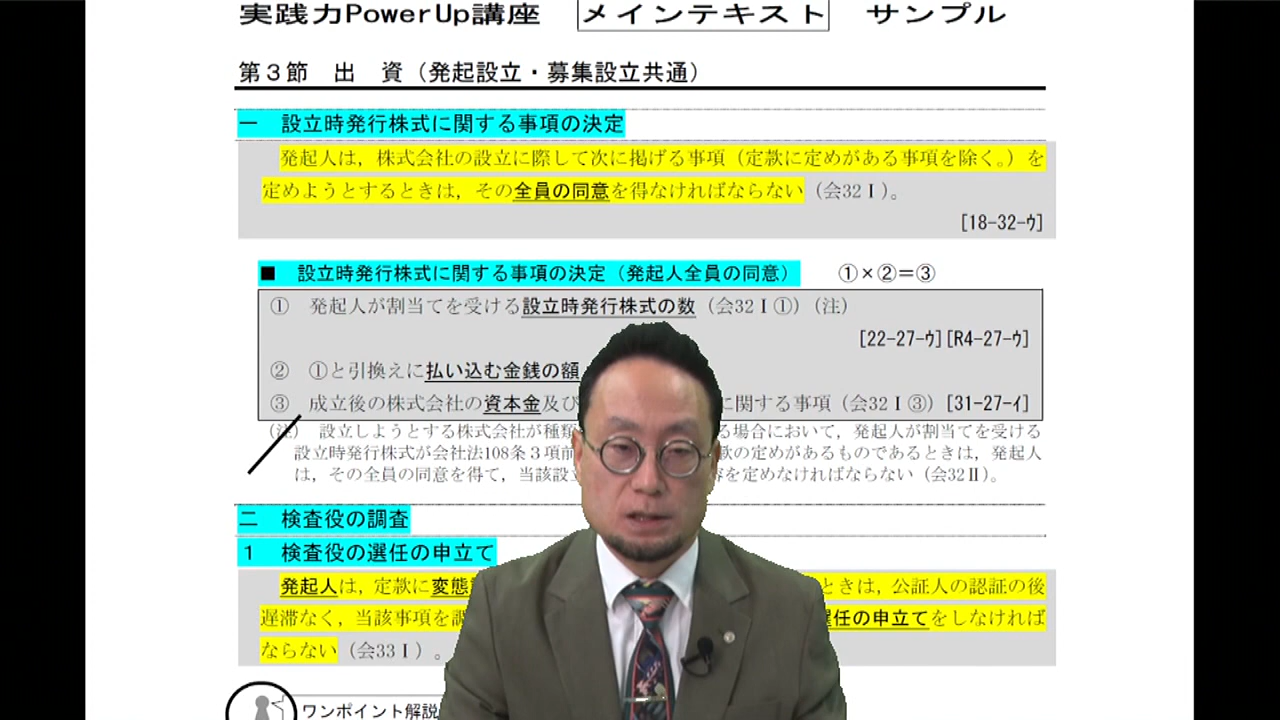 実践力PowerUp講座 メインテキスト サンプル
第3節 出 資（発起設立・募集設立共通）
一 設立時発行株式に関する事項の決定
発起人は，株式会社の設立に際して次に掲げる事項（定款に定めがある事項を除く。）を
定めようとするときは，その全員の同意を得なければならない（会32Ⅰ）。
[18-32-ｳ]
■ 設立時発行株式に関する事項の決定（発起人全員の同意） ①×②＝③
① 発起人が割当てを受ける設立時発行株式の数（会32Ⅰ①）（注）
[22-27-ｳ][R4-27-ｳ]
② ①と引換えに払い込む金銭の額
③ 成立後の株式会社の資本金及び に関する事項（会32Ⅰ③）[31-27-ｲ]
（注） 設立しようとする株式会社が種類 る場合において，発起人が割当てを受ける
設立時発行株式が会社法108条3項前 款の定めがあるものであるときは，発起人
は，その全員の同意を得て，当該設立 容を定めなければならない（会32Ⅱ）。
二 検査役の調査
1 検査役の選任の申立て
発起人は，定款に変態 ときは，公証人の認証の後
遅滞なく，当該事項を調 選任の申立てをしなければ
ならない（会33Ⅰ）。
ワンポイント解説